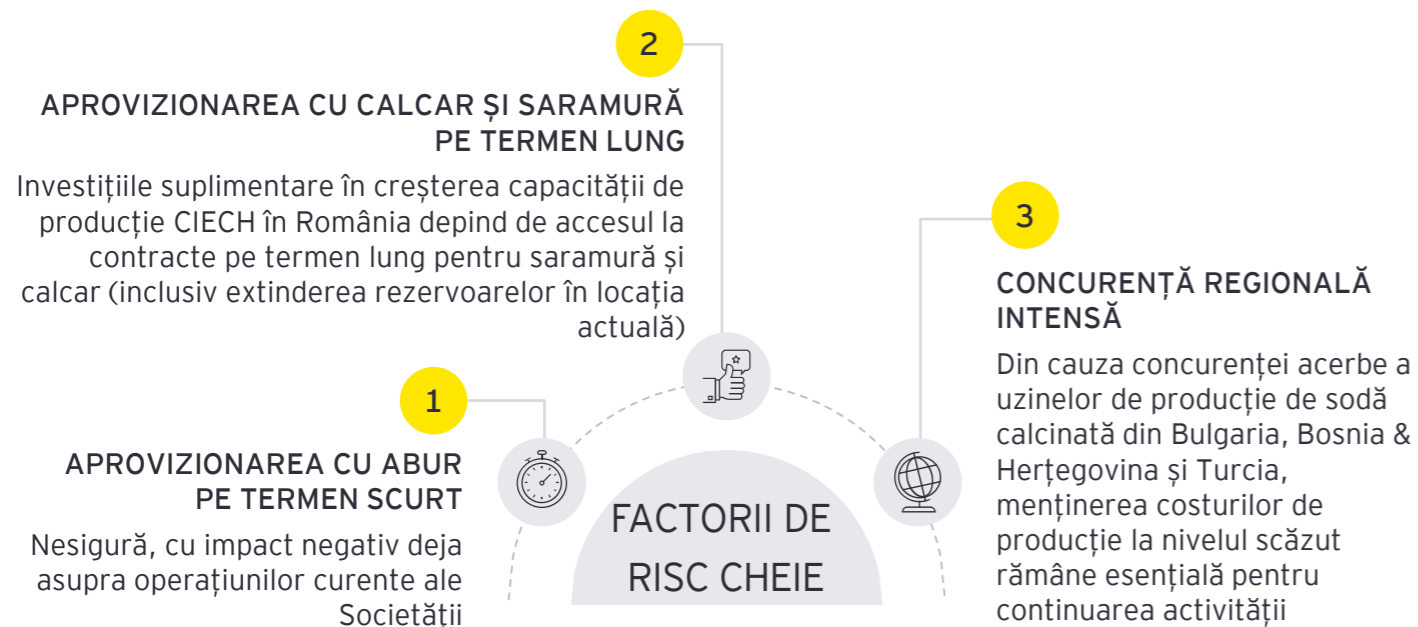 2
APROVIZIONAREA CU CALCAR ȘI SARAMURĂ
PE TERMEN LUNG
Investițiile suplimentare în creșterea capacității de
producție CIECH în România depind de accesul la
contracte pe termen lung pentru saramură și
calcar (inclusiv extinderea rezervoarelor în locația
actuală)
1
APROVIZIONAREA CU ABUR
PE TERMEN SCURT
Nesigură, cu impact negativ deja
asupra operațiunilor curente ale
Societății
FACTORII DE
RISC CHEIE
3
CONCURENȚĂ REGIONALĂ
INTENSĂ
Din cauza concurenței acerbe a
uzinelor de producție de sodă
calcinată din Bulgaria, Bosnia &
Herțegovina și Turcia,
menținerea costurilor de
producție la nivelul scăzut
rămâne esențială pentru
continuarea activității